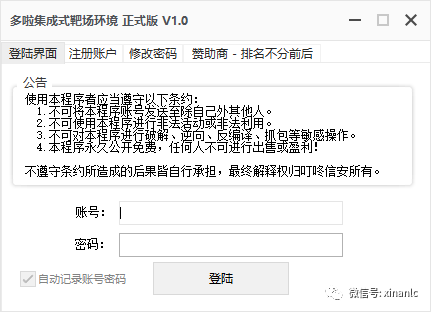 多啦集成式靶场环境 正式版 V1.0
登陆界面 注册账户 修改密码 赞助商 - 排名不分前后
公告
使用本程序者应当遵守以下条约:
1.不可将本程序账号发送至除自己外其他人。
2.不可使用本程序进行非法活动或非法利用。
3.不可对本程序进行破解、逆向、反编译、抓包等敏感操作。
4.本程序永久公开免费，任何人不可进行出售或盈利!
不遵守条约所造成的后果皆自行承担，最终解释权归叮咚信安所有。
账号:
密码:
自动记录账号密码
登陆
微信号: xinanlc